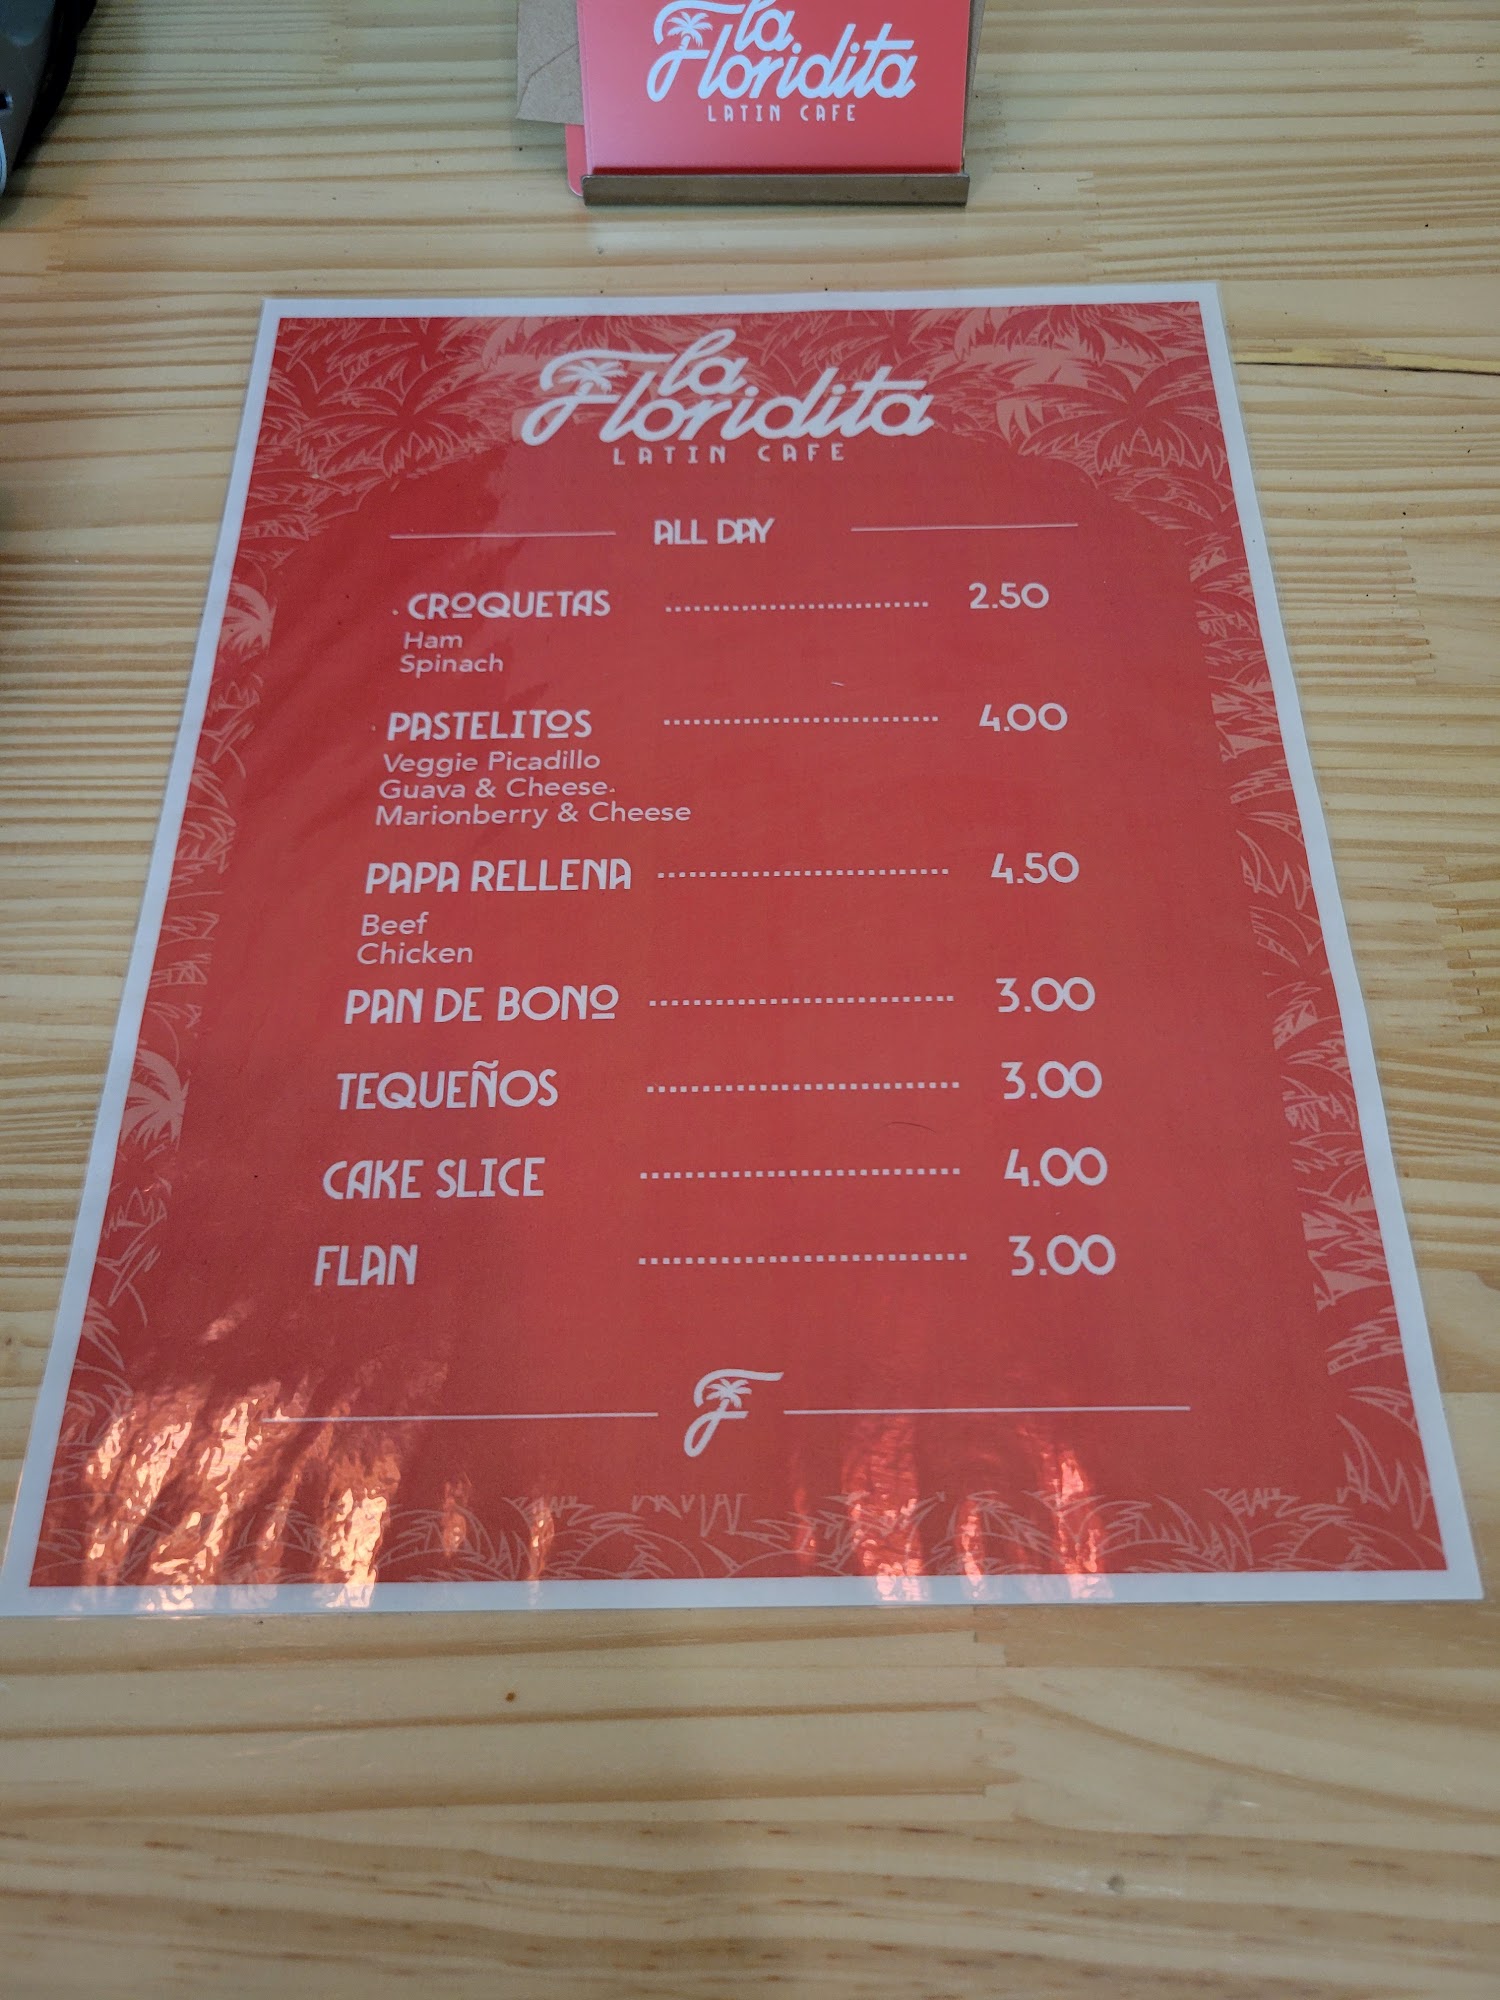 la
Floridita
LATIN CAFE
la
Floridita
LATIN CAFE
ALL DAY
CROQUETAS ............................ 2.50
Ham
Spinach
PASTELITOS ............................ 4.00
Veggie Picadillo
Guava & Cheese
Marionberry & Cheese
PAPA RELLENA ............................ 4.50
Beef
Chicken
PAN DE BONO ............................ 3.00
TEQUEÑOS ............................ 3.00
CAKE SLICE ............................ 4.00
FLAN ............................ 3.00
F